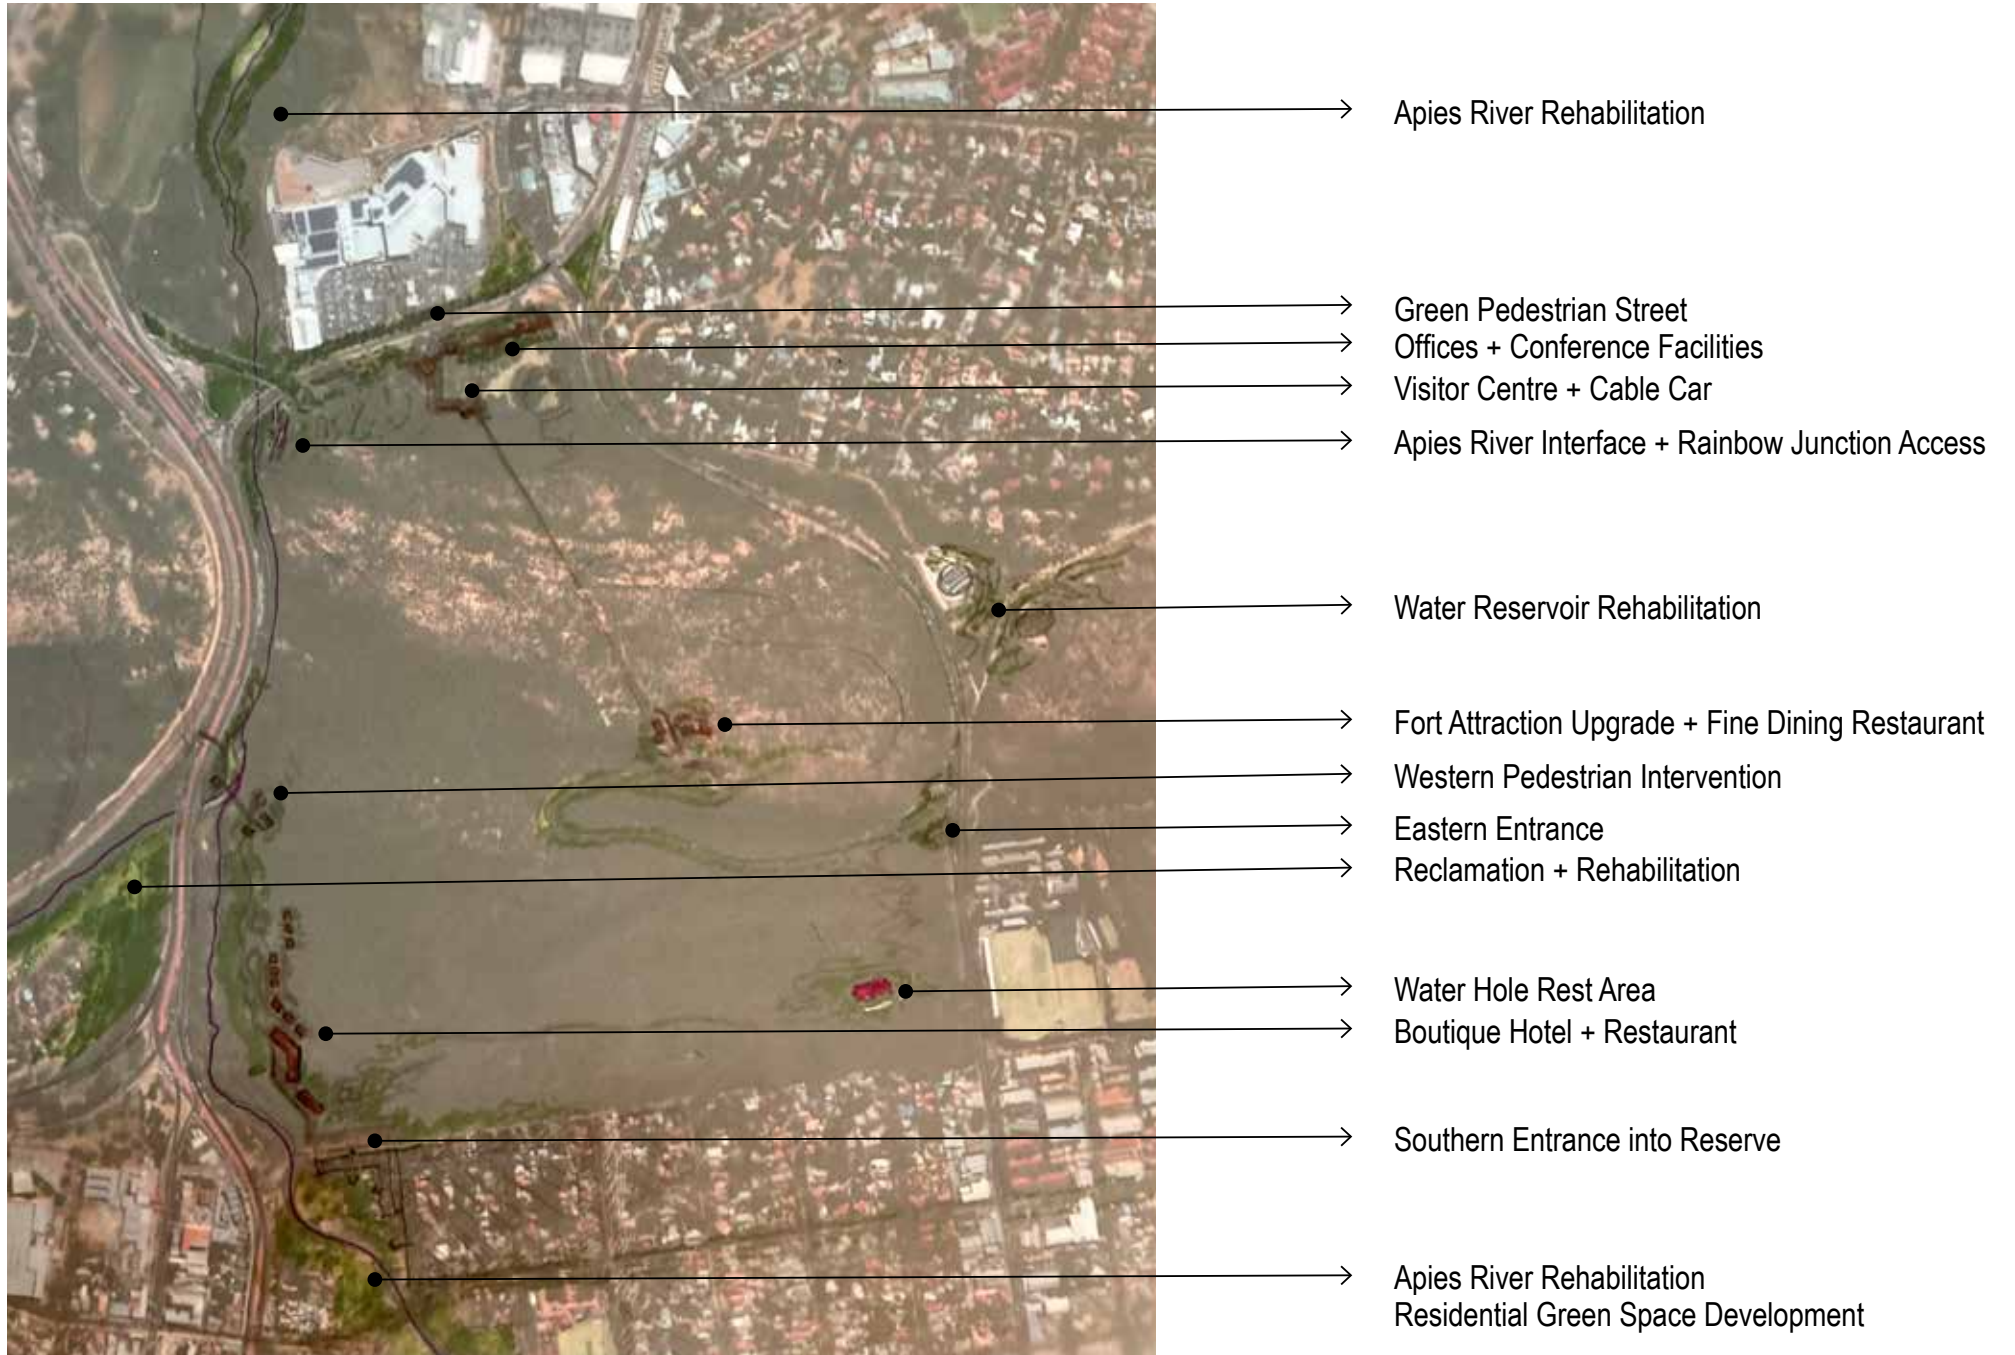 Apies River Rehabilitation
Green Pedestrian Street
Offices + Conference Facilities
Visitor Centre + Cable Car
Apies River Interface + Rainbow Junction Access
Water Reservoir Rehabilitation
Fort Attraction Upgrade + Fine Dining Restaurant
Western Pedestrian Intervention
Eastern Entrance
Reclamation + Rehabilitation
Water Hole Rest Area
Boutique Hotel + Restaurant
Southern Entrance into Reserve
Apies River Rehabilitation
Residential Green Space Development